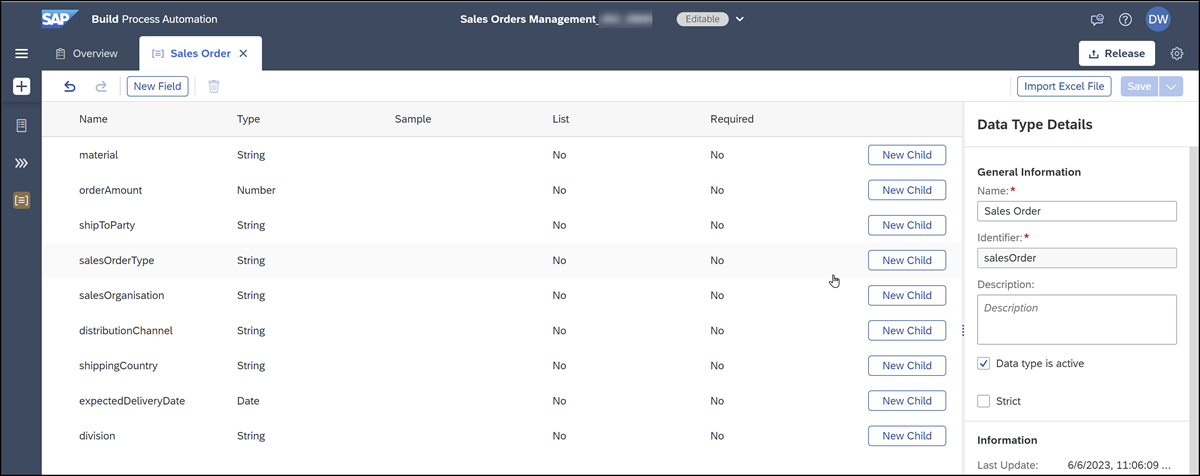 SAP Build Process Automation
Sales Orders Management_
Editable
DW
Overview
Sales Order
Release
New Field
Import Excel File
Save
Name Type Sample List Required
material String No No New Child
orderAmount Number No No New Child
shipToParty String No No New Child
salesOrderType String No No New Child
salesOrganisation String No No New Child
distributionChannel String No No New Child
shippingCountry String No No New Child
expectedDeliveryDate Date No No New Child
division String No No New Child
Data Type Details
General Information
Name:*
Sales Order
Identifier:*
salesOrder
Description:
Description
Data type is active
Strict
Information
Last Update: 6/6/2023, 11:06:09 ...